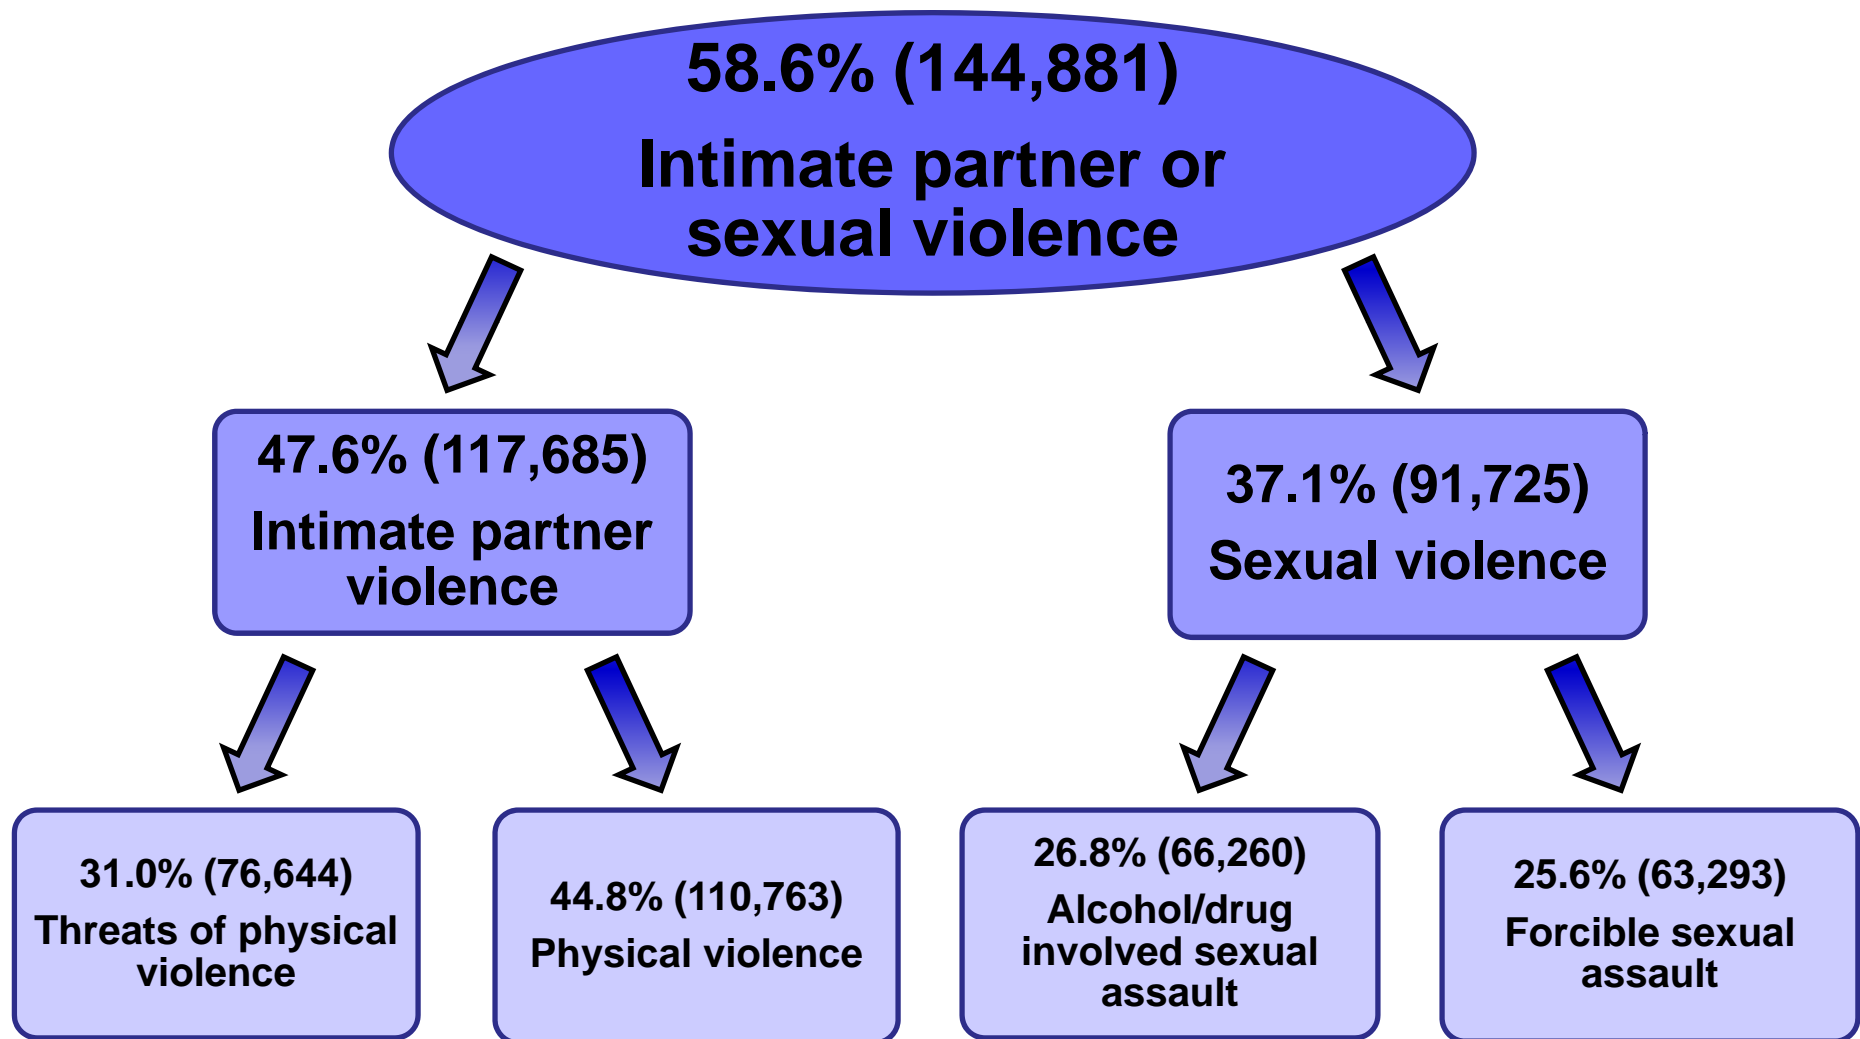 58.6% (144,881)
Intimate partner or
sexual violence
47.6% (117,685)
Intimate partner
violence
37.1% (91,725)
Sexual violence
31.0% (76,644)
Threats of physical
violence
44.8% (110,763)
Physical violence
26.8% (66,260)
Alcohol/drug
involved sexual
assault
25.6% (63,293)
Forcible sexual
assault